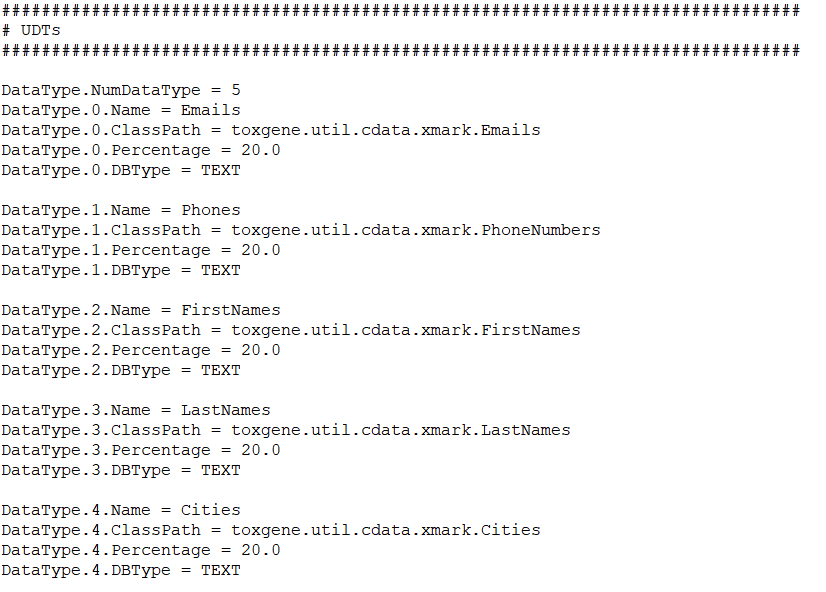 ################################################################################
# UDTs
################################################################################
DataType.NumDataType = 5
DataType.0.Name = Emails
DataType.0.ClassPath = toxgene.util.cdata.xmark.Emails
DataType.0.Percentage = 20.0
DataType.0.DBType = TEXT
DataType.1.Name = Phones
DataType.1.ClassPath = toxgene.util.cdata.xmark.PhoneNumbers
DataType.1.Percentage = 20.0
DataType.1.DBType = TEXT
DataType.2.Name = FirstNames
DataType.2.ClassPath = toxgene.util.cdata.xmark.FirstNames
DataType.2.Percentage = 20.0
DataType.2.DBType = TEXT
DataType.3.Name = LastNames
DataType.3.ClassPath = toxgene.util.cdata.xmark.LastNames
DataType.3.Percentage = 20.0
DataType.3.DBType = TEXT
DataType.4.Name = Cities
DataType.4.ClassPath = toxgene.util.cdata.xmark.Cities
DataType.4.Percentage = 20.0
DataType.4.DBType = TEXT